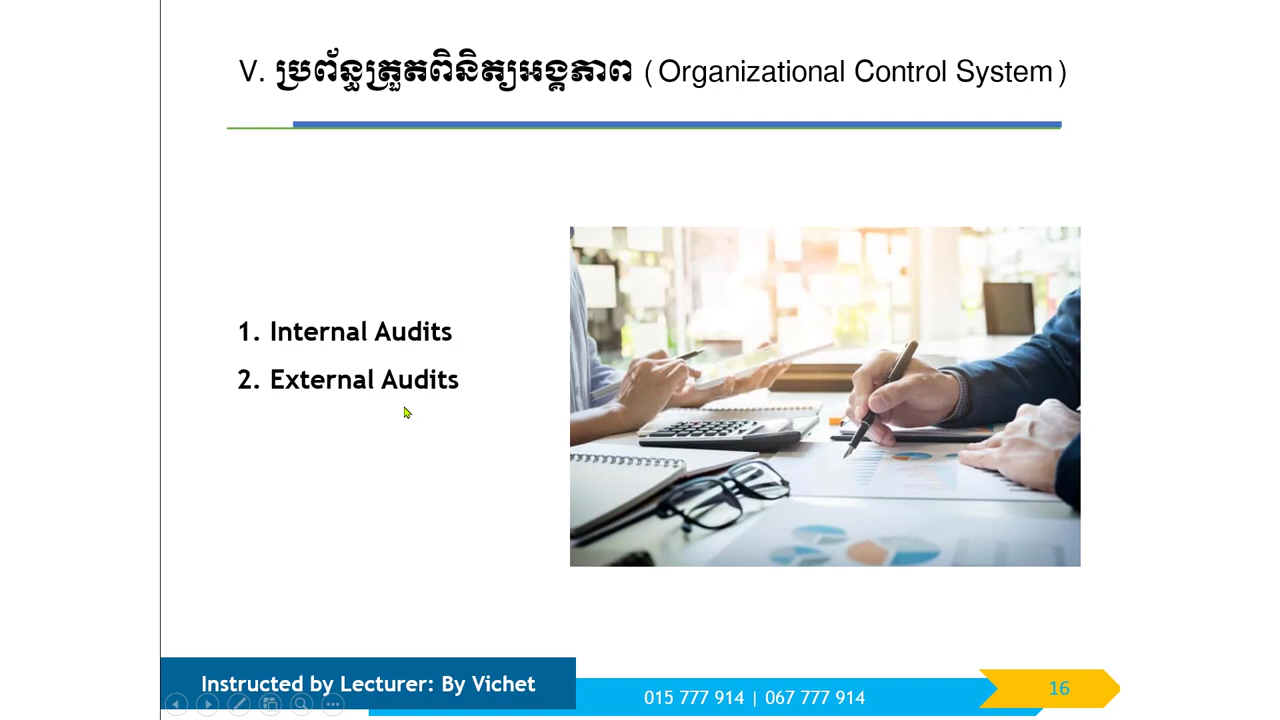 V. ប្រព័ន្ធត្រួតពិនិត្យអង្គភាព (Organizational Control System)
1. Internal Audits
2. External Audits
Instructed by Lecturer: By Vichet
015 777 914 | 067 777 914
16